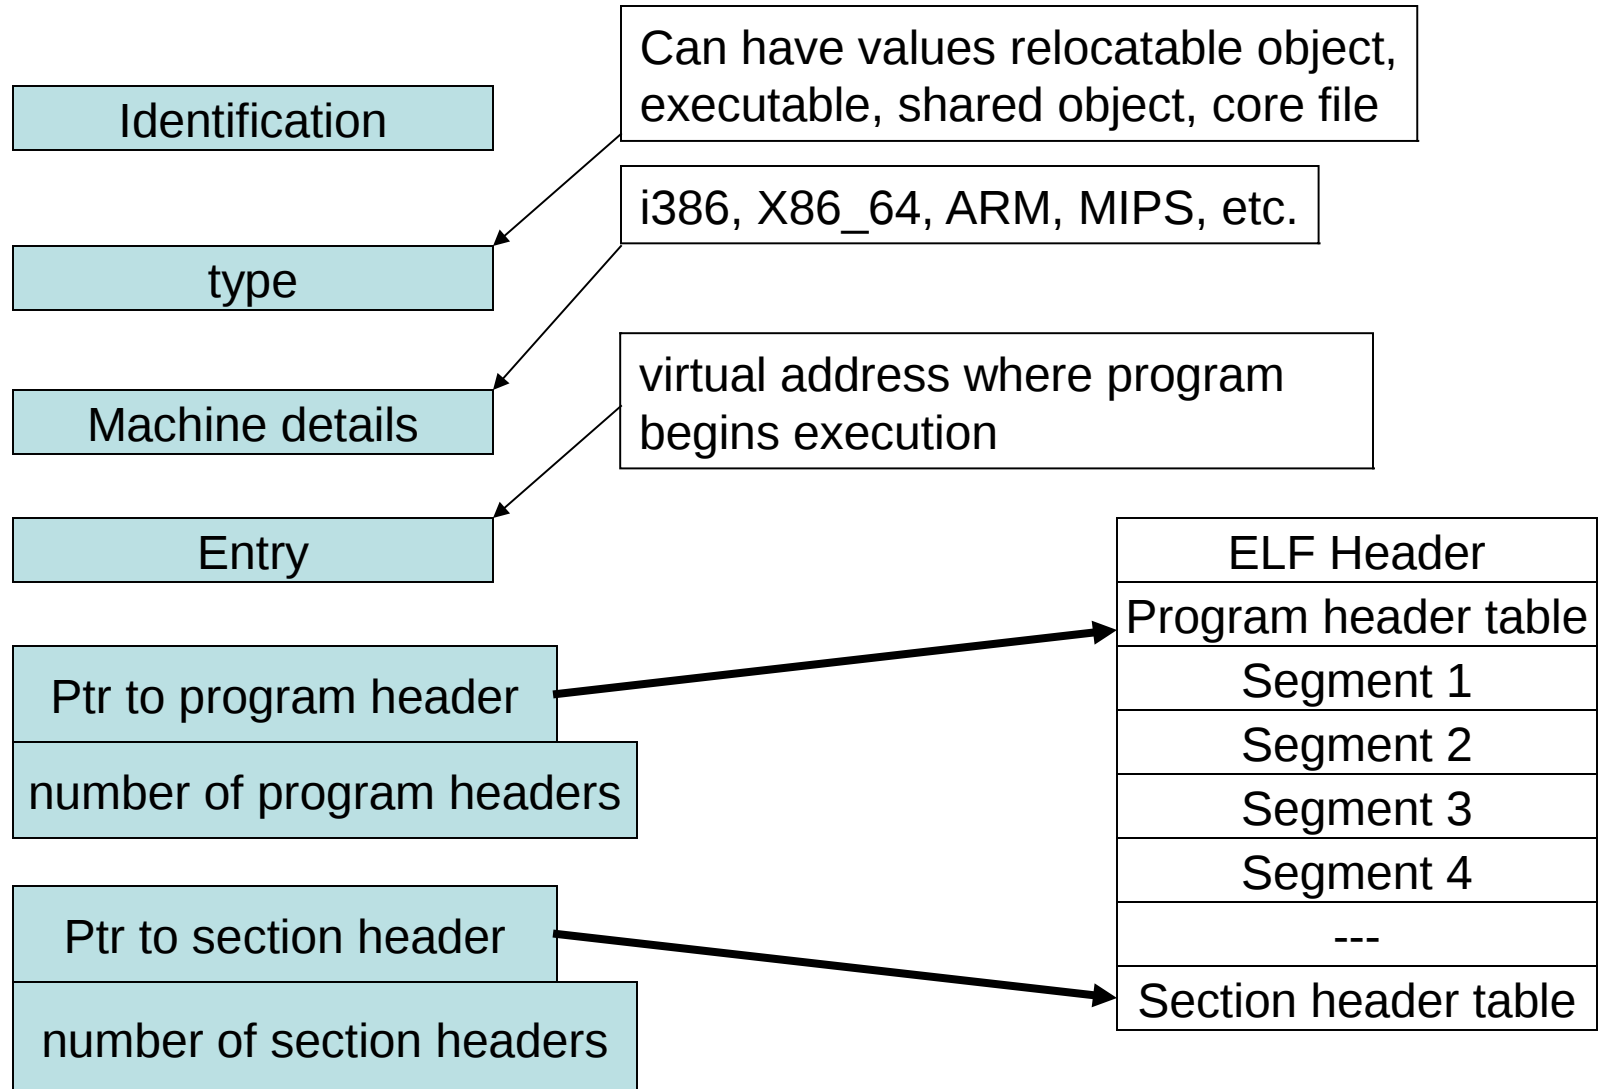 Can have values relocatable object,
executable, shared object, core file
Identification
i386, X86_64, ARM, MIPS, etc.
type
virtual address where program
begins execution
Machine details
Entry
Ptr to program header
number of program headers
Ptr to section header
number of section headers
ELF Header
Program header table
Segment 1
Segment 2
Segment 3
Segment 4
---
Section header table